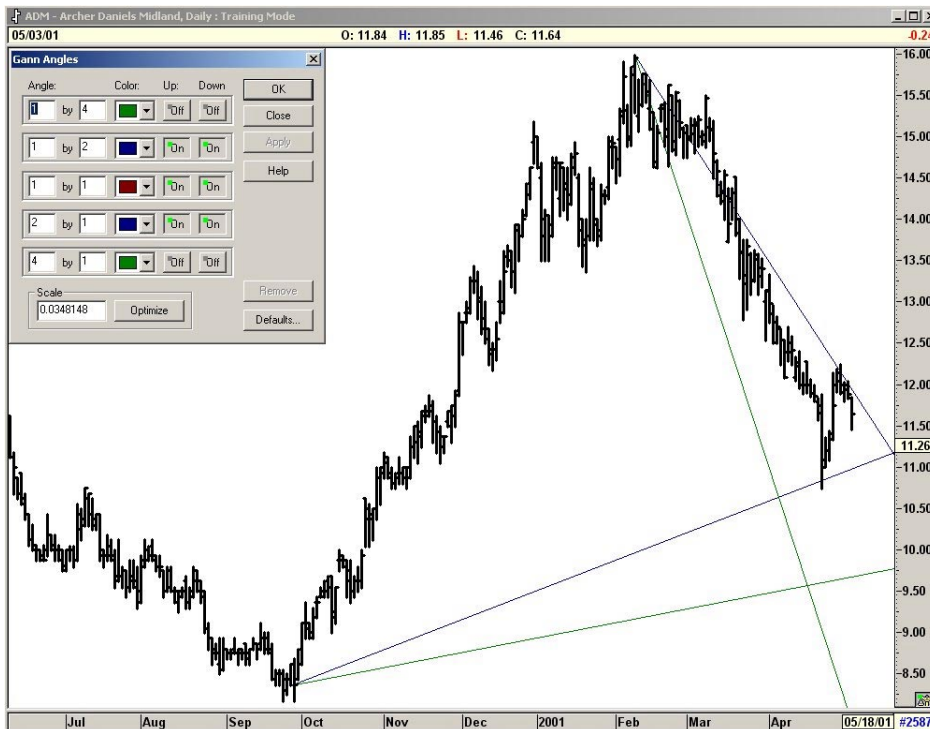 ADM - Archer Daniels Midland, Daily : Training Mode
05/03/01 O: 11.84 H: 11.85 L: 11.46 C: 11.64 -0.24
Gann Angles
Angle: Color: Up: Down
1 by 4 Off Off
1 by 2 On On
1 by 1 On On
2 by 1 On On
4 by 1 Off Off
Scale
0.0348148 Optimize
OK
Close
Apply
Help
Remove
Defaults...
16.00
15.50
15.00
14.50
14.00
13.50
13.00
12.50
12.00
11.50
11.26
11.00
10.50
10.00
9.50
9.00
8.50
Jul Aug Sep Oct Nov Dec 2001 Feb Mar Apr 05/18/01 #2587